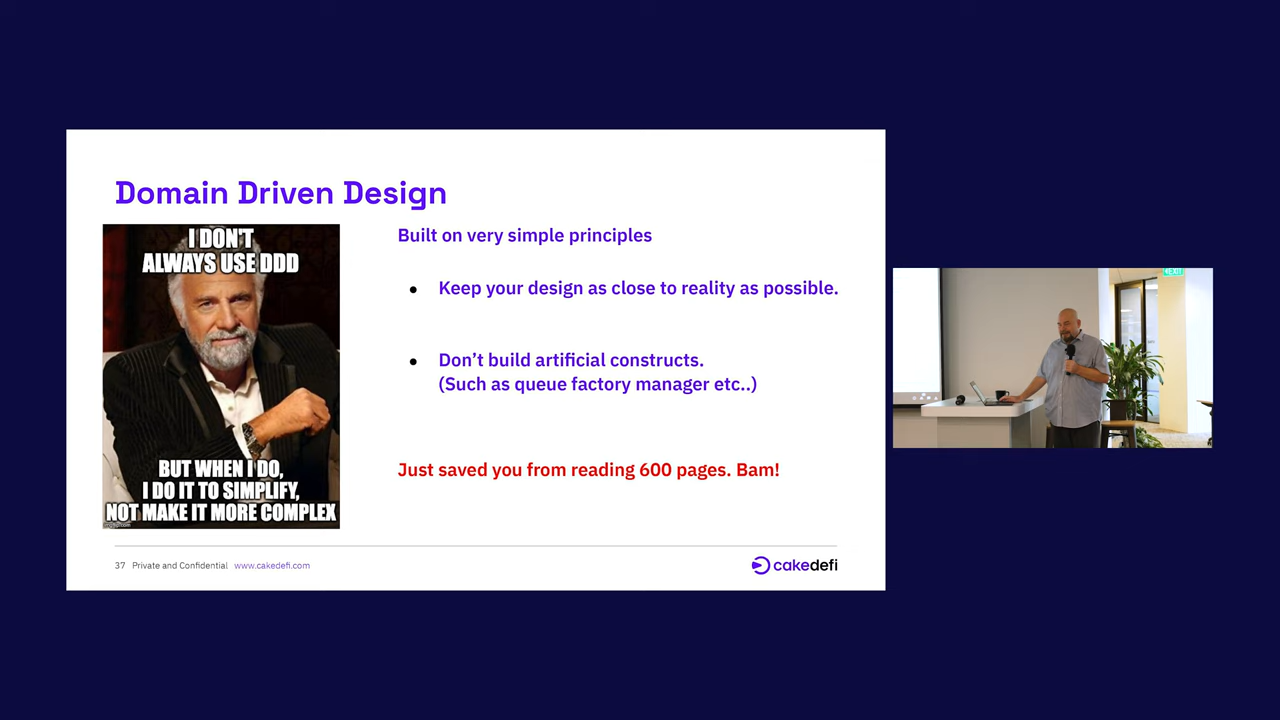 Domain Driven Design
I DON'T
ALWAYS USE DDD
BUT WHEN I DO,
I DO IT TO SIMPLIFY,
NOT MAKE IT MORE COMPLEX
imgflip.com
Built on very simple principles
● Keep your design as close to reality as possible.
● Don’t build artificial constructs.
(Such as queue factory manager etc..)
Just saved you from reading 600 pages. Bam!
37 Private and Confidential www.cakedefi.com
cakedefi
EXIT